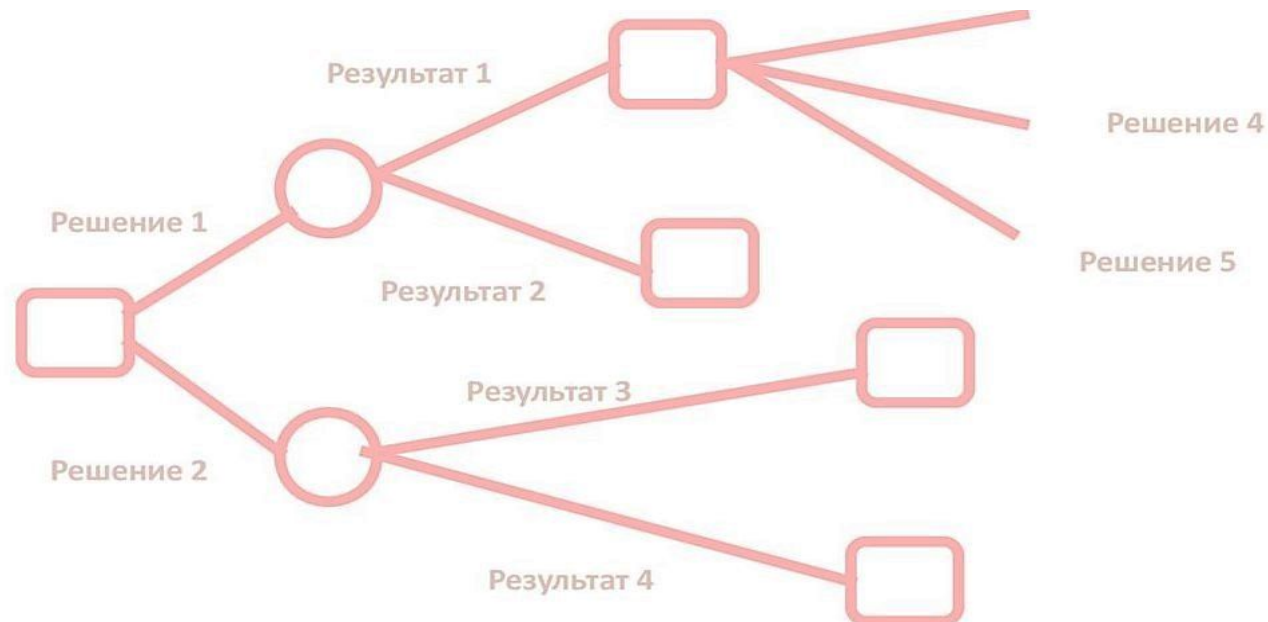 Результат 1
Решение 4
Решение 1
Решение 5
Результат 2
Результат 3
Решение 2
Результат 4